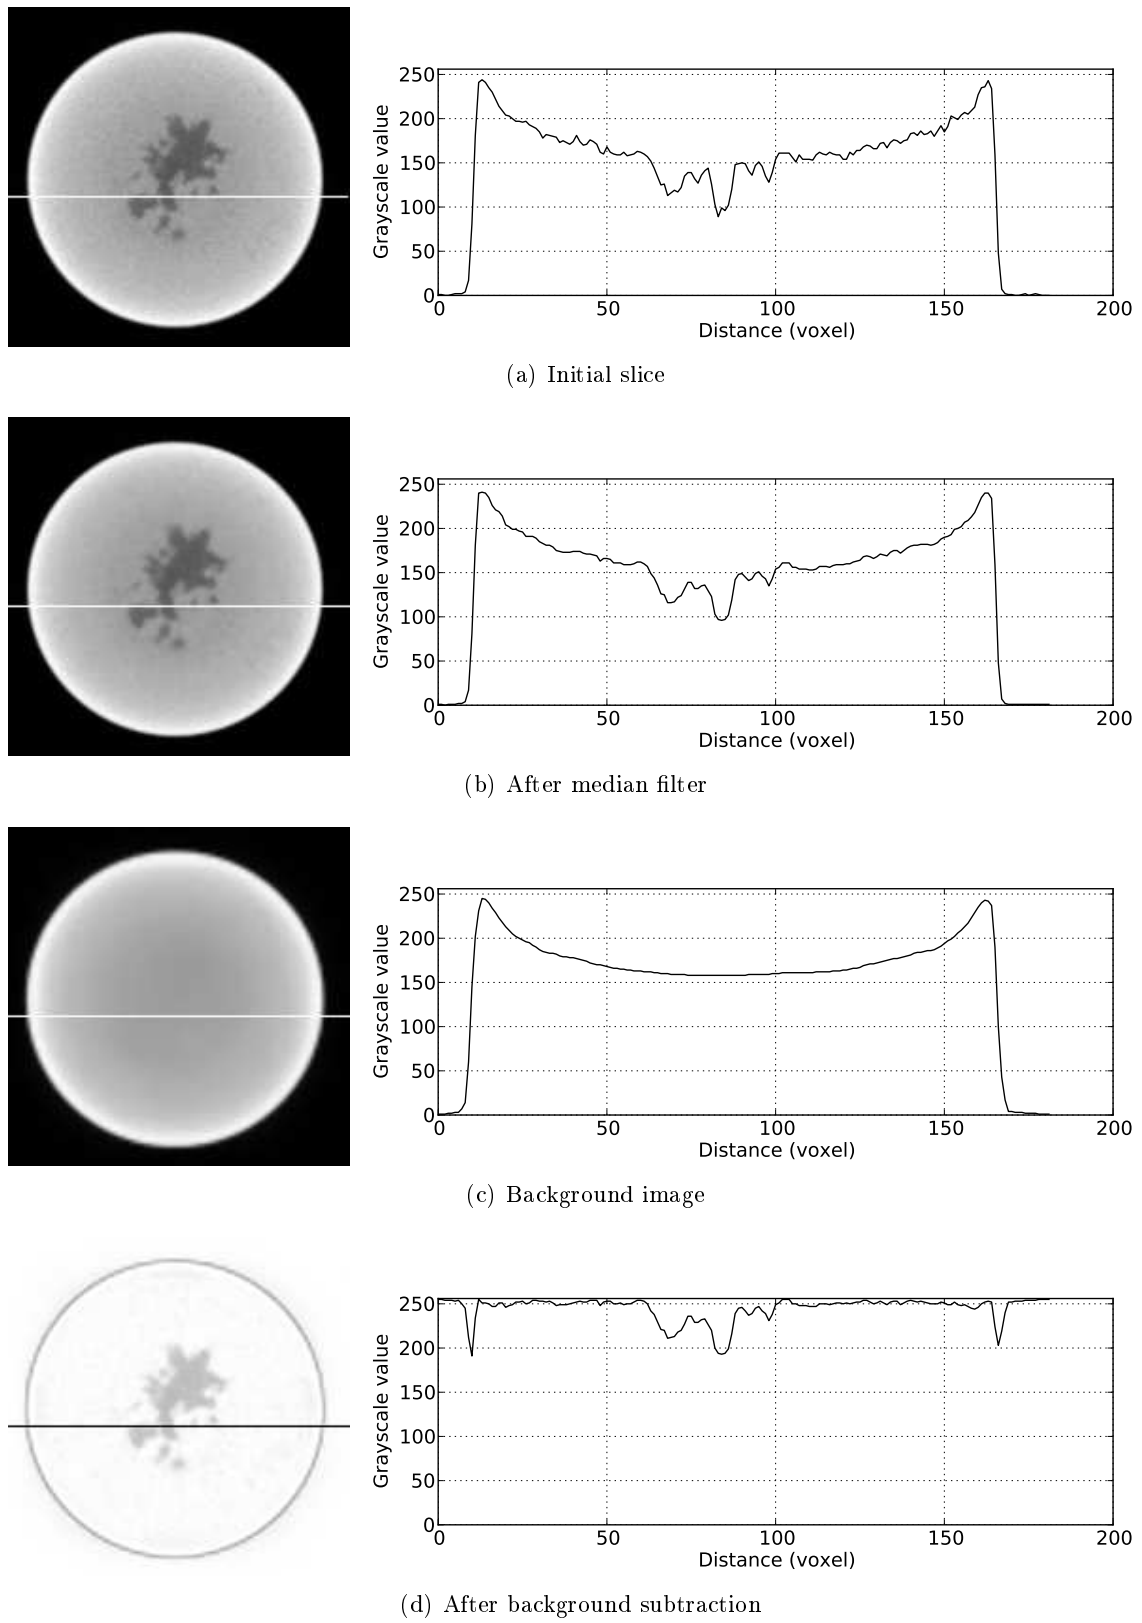 250
200
150
100
50
0
Grayscale value
0 50 100 150 200
Distance (voxel)
(a) Initial slice
250
200
150
100
50
0
Grayscale value
0 50 100 150 200
Distance (voxel)
(b) After median filter
250
200
150
100
50
0
Grayscale value
0 50 100 150 200
Distance (voxel)
(c) Background image
250
200
150
100
50
0
Grayscale value
0 50 100 150 200
Distance (voxel)
(d) After background subtraction